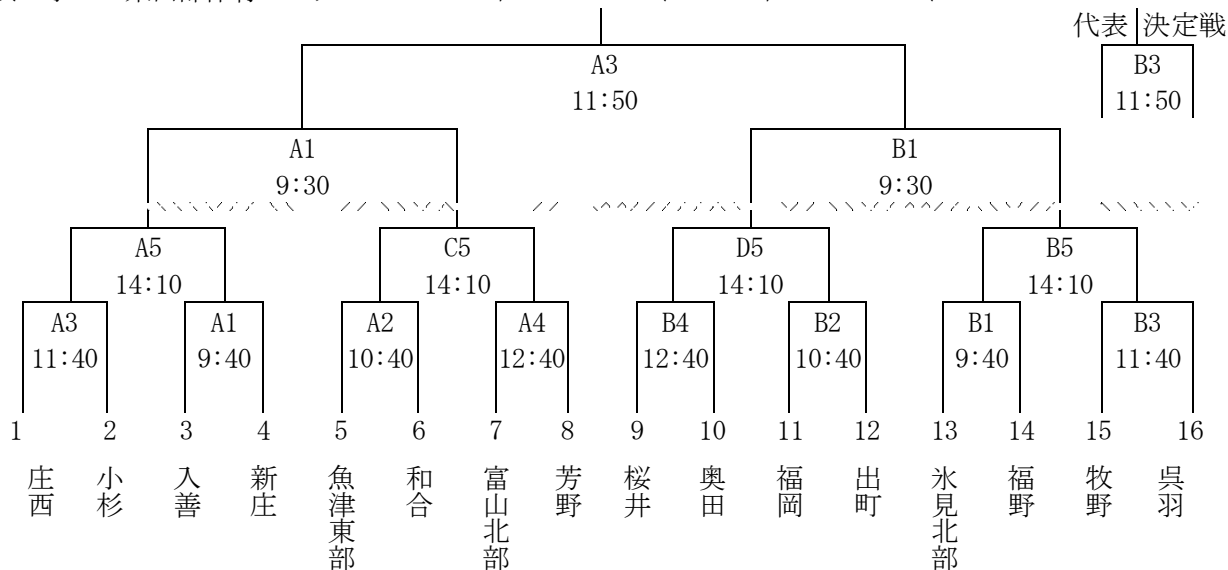 代表 決定戦
A3 B3
11:50 11:50
A1 B1
9:30 9:30
A5 C5 D5 B5
14:10 14:10 14:10 14:10
A3 A1 A2 A4 B4 B2 B1 B3
11:40 9:40 10:40 12:40 12:40 10:40 9:40 11:40
1 2 3 4 5 6 7 8 9 10 11 12 13 14 15 16
庄西
小杉
入善
新庄
魚津東部
和合
富山北部
芳野
桜井
奥田
福岡
出町
氷見北部
福野
牧野
呉羽